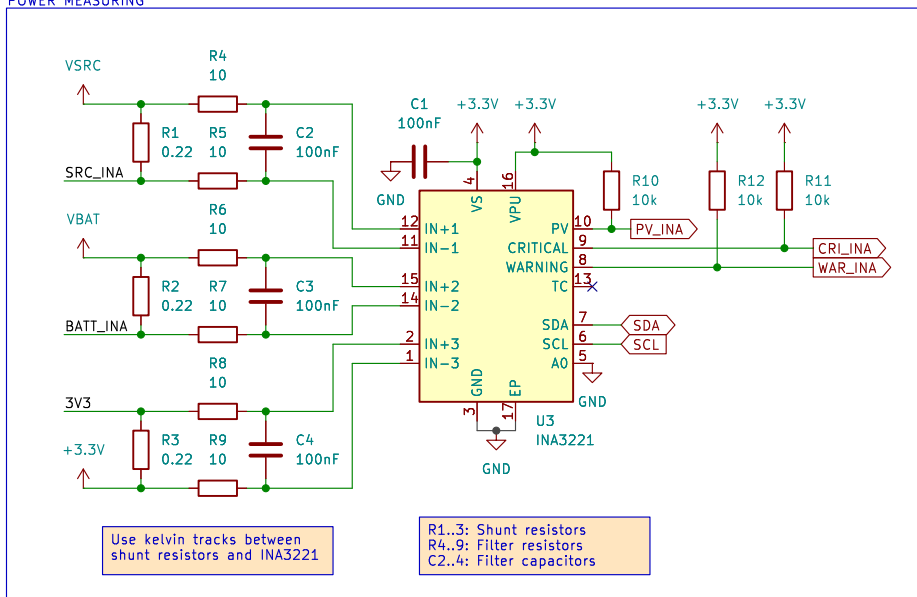 POWER MEASURING
VSRC
R4
10
R1
0.22
R5
10
C2
100nF
SRC_INA
C1
100nF
GND
+3.3V
+3.3V
+3.3V
+3.3V
R10
10k
R12
10k
R11
10k
VBAT
R6
10
R2
0.22
R7
10
C3
100nF
BATT_INA
R8
10
3V3
R3
0.22
R9
10
C4
100nF
+3.3V
4
VS
16
VPU
12 IN+1
11 IN-1
15 IN+2
14 IN-2
2 IN+3
1 IN-3
PV 10
PV_INA
CRITICAL 9
CRI_INA
WARNING 8
WAR_INA
TC 13
SDA 7
SDA
SCL 6
SCL
A0 5
GND
GND
3
EP
17
GND
U3
INA3221
Use kelvin tracks between
shunt resistors and INA3221
R1..3: Shunt resistors
R4..9: Filter resistors
C2..4: Filter capacitors